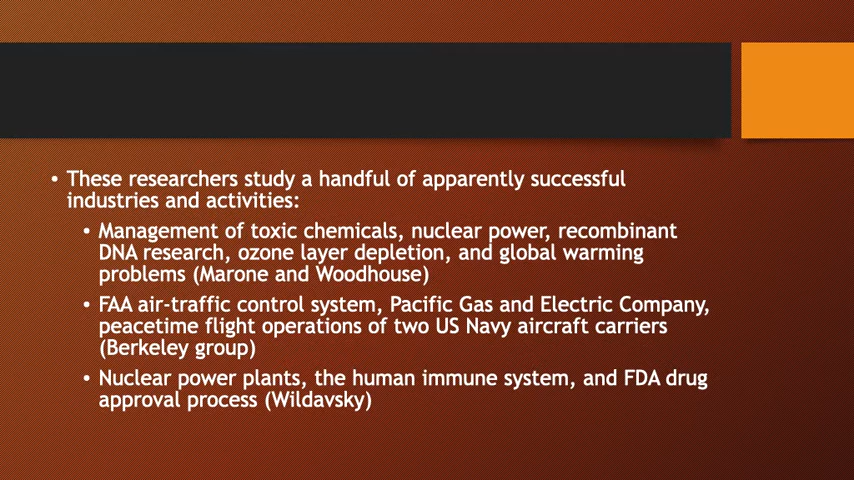 • These researchers study a handful of apparently successful
industries and activities:
• Management of toxic chemicals, nuclear power, recombinant
DNA research, ozone layer depletion, and global warming
problems (Marone and Woodhouse)
• FAA air-traffic control system, Pacific Gas and Electric Company,
peacetime flight operations of two US Navy aircraft carriers
(Berkeley group)
• Nuclear power plants, the human immune system, and FDA drug
approval process (Wildavsky)